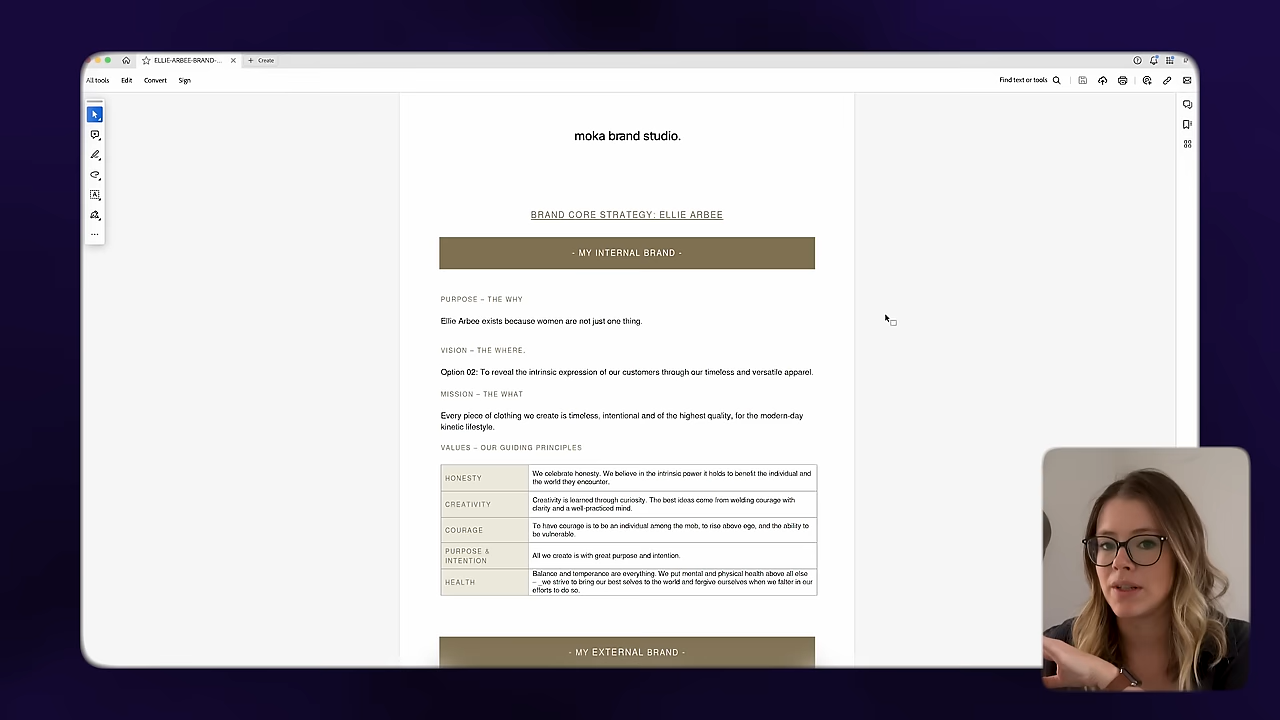 ELLIE-ARBEE-BRAND-...
Create
All tools Edit Convert Sign
Find text or tools
moka brand studio.
BRAND CORE STRATEGY: ELLIE ARBEE
- MY INTERNAL BRAND -
PURPOSE – THE WHY
Ellie Arbee exists because women are not just one thing.
VISION – THE WHERE.
Option 02: To reveal the intrinsic expression of our customers through our timeless and versatile apparel.
MISSION – THE WHAT
Every piece of clothing we create is timeless, intentional and of the highest quality, for the modern-day
kinetic lifestyle.
VALUES – OUR GUIDING PRINCIPLES
HONESTY
We celebrate honesty. We believe in the intrinsic power it holds to benefit the individual and
the world they encounter.
CREATIVITY
Creativity is learned through curiosity. The best ideas come from welding courage with
clarity and a well-practiced mind.
COURAGE
To have courage is to be an individual among the mob, to rise above ego, and the ability to
be vulnerable.
PURPOSE &
INTENTION
All we create is with great purpose and intention.
HEALTH
Balance and temperance are everything. We put mental and physical health above all else
– _we strive to bring our best selves to the world and forgive ourselves when we falter in our
efforts to do so.
- MY EXTERNAL BRAND -